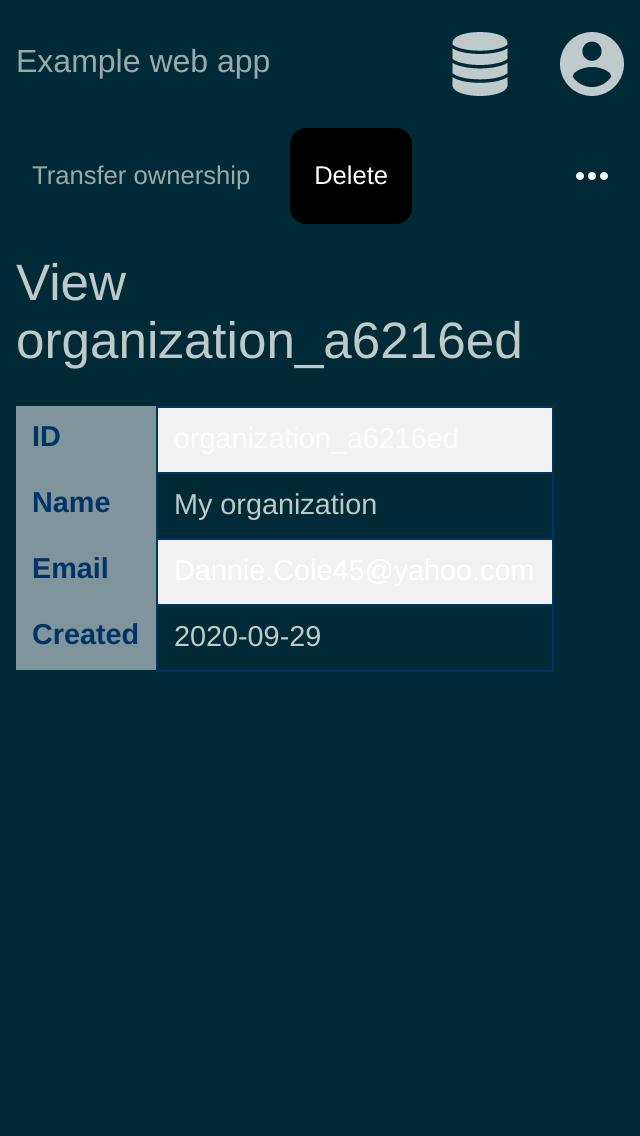 Example web app
Transfer ownership Delete
View
organization_a6216ed
ID organization_a6216ed
Name My organization
Email Dannie.Cole45@yahoo.com
Created 2020-09-29